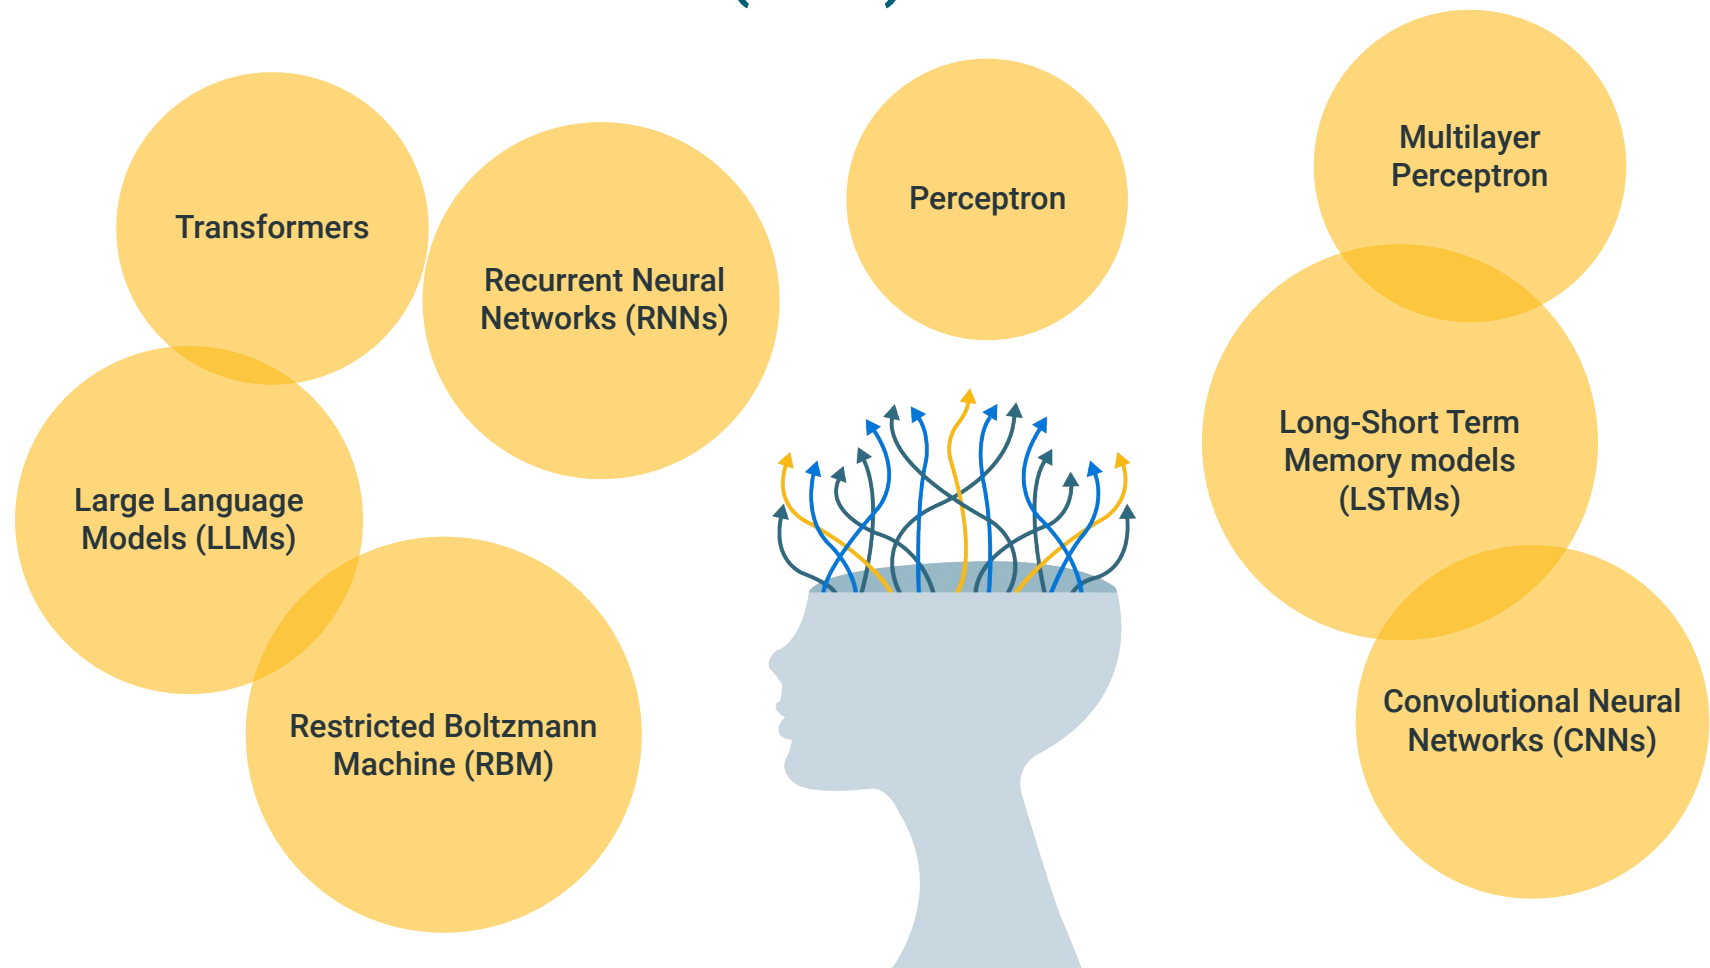 Transformers
Recurrent Neural
Networks (RNNs)
Perceptron
Multilayer
Perceptron
Large Language
Models (LLMs)
Long-Short Term
Memory models
(LSTMs)
Restricted Boltzmann
Machine (RBM)
Convolutional Neural
Networks (CNNs)